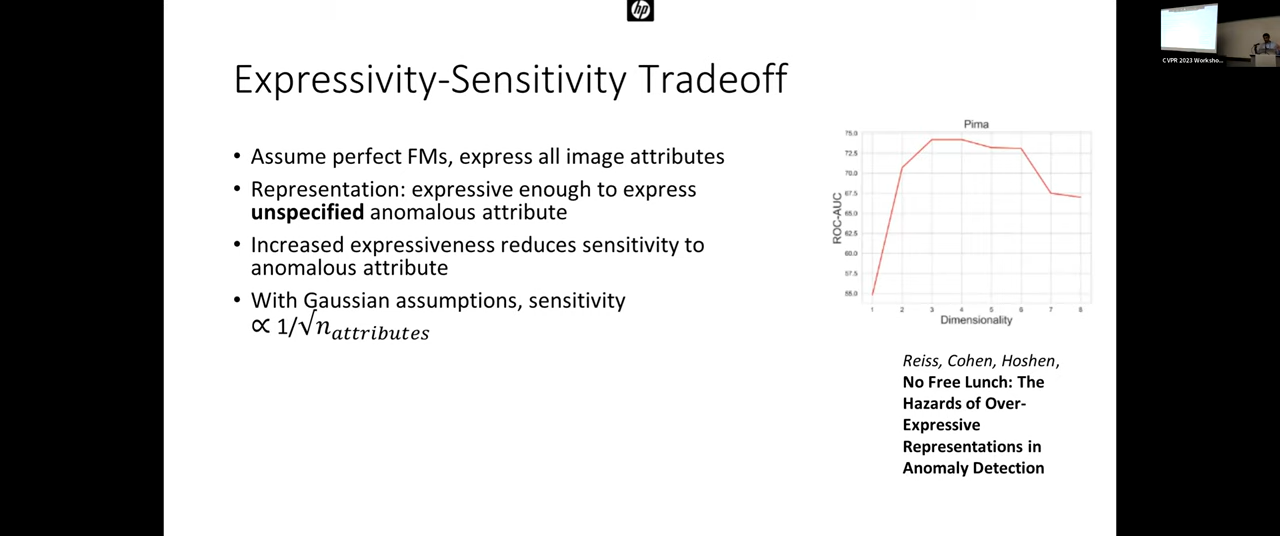 hp
CVPR 2023 Worksho...
Expressivity-Sensitivity Tradeoff
• Assume perfect FMs, express all image attributes
• Representation: expressive enough to express
unspecified anomalous attribute
• Increased expressiveness reduces sensitivity to
anomalous attribute
• With Gaussian assumptions, sensitivity
∝ 1/√n_attributes
Pima
75.0
72.5
70.0
67.5
65.0
62.5
60.0
57.5
55.0
ROC-AUC
1 2 3 4 5 6 7 8
Dimensionality
Reiss, Cohen, Hoshen,
No Free Lunch: The
Hazards of Over-
Expressive
Representations in
Anomaly Detection